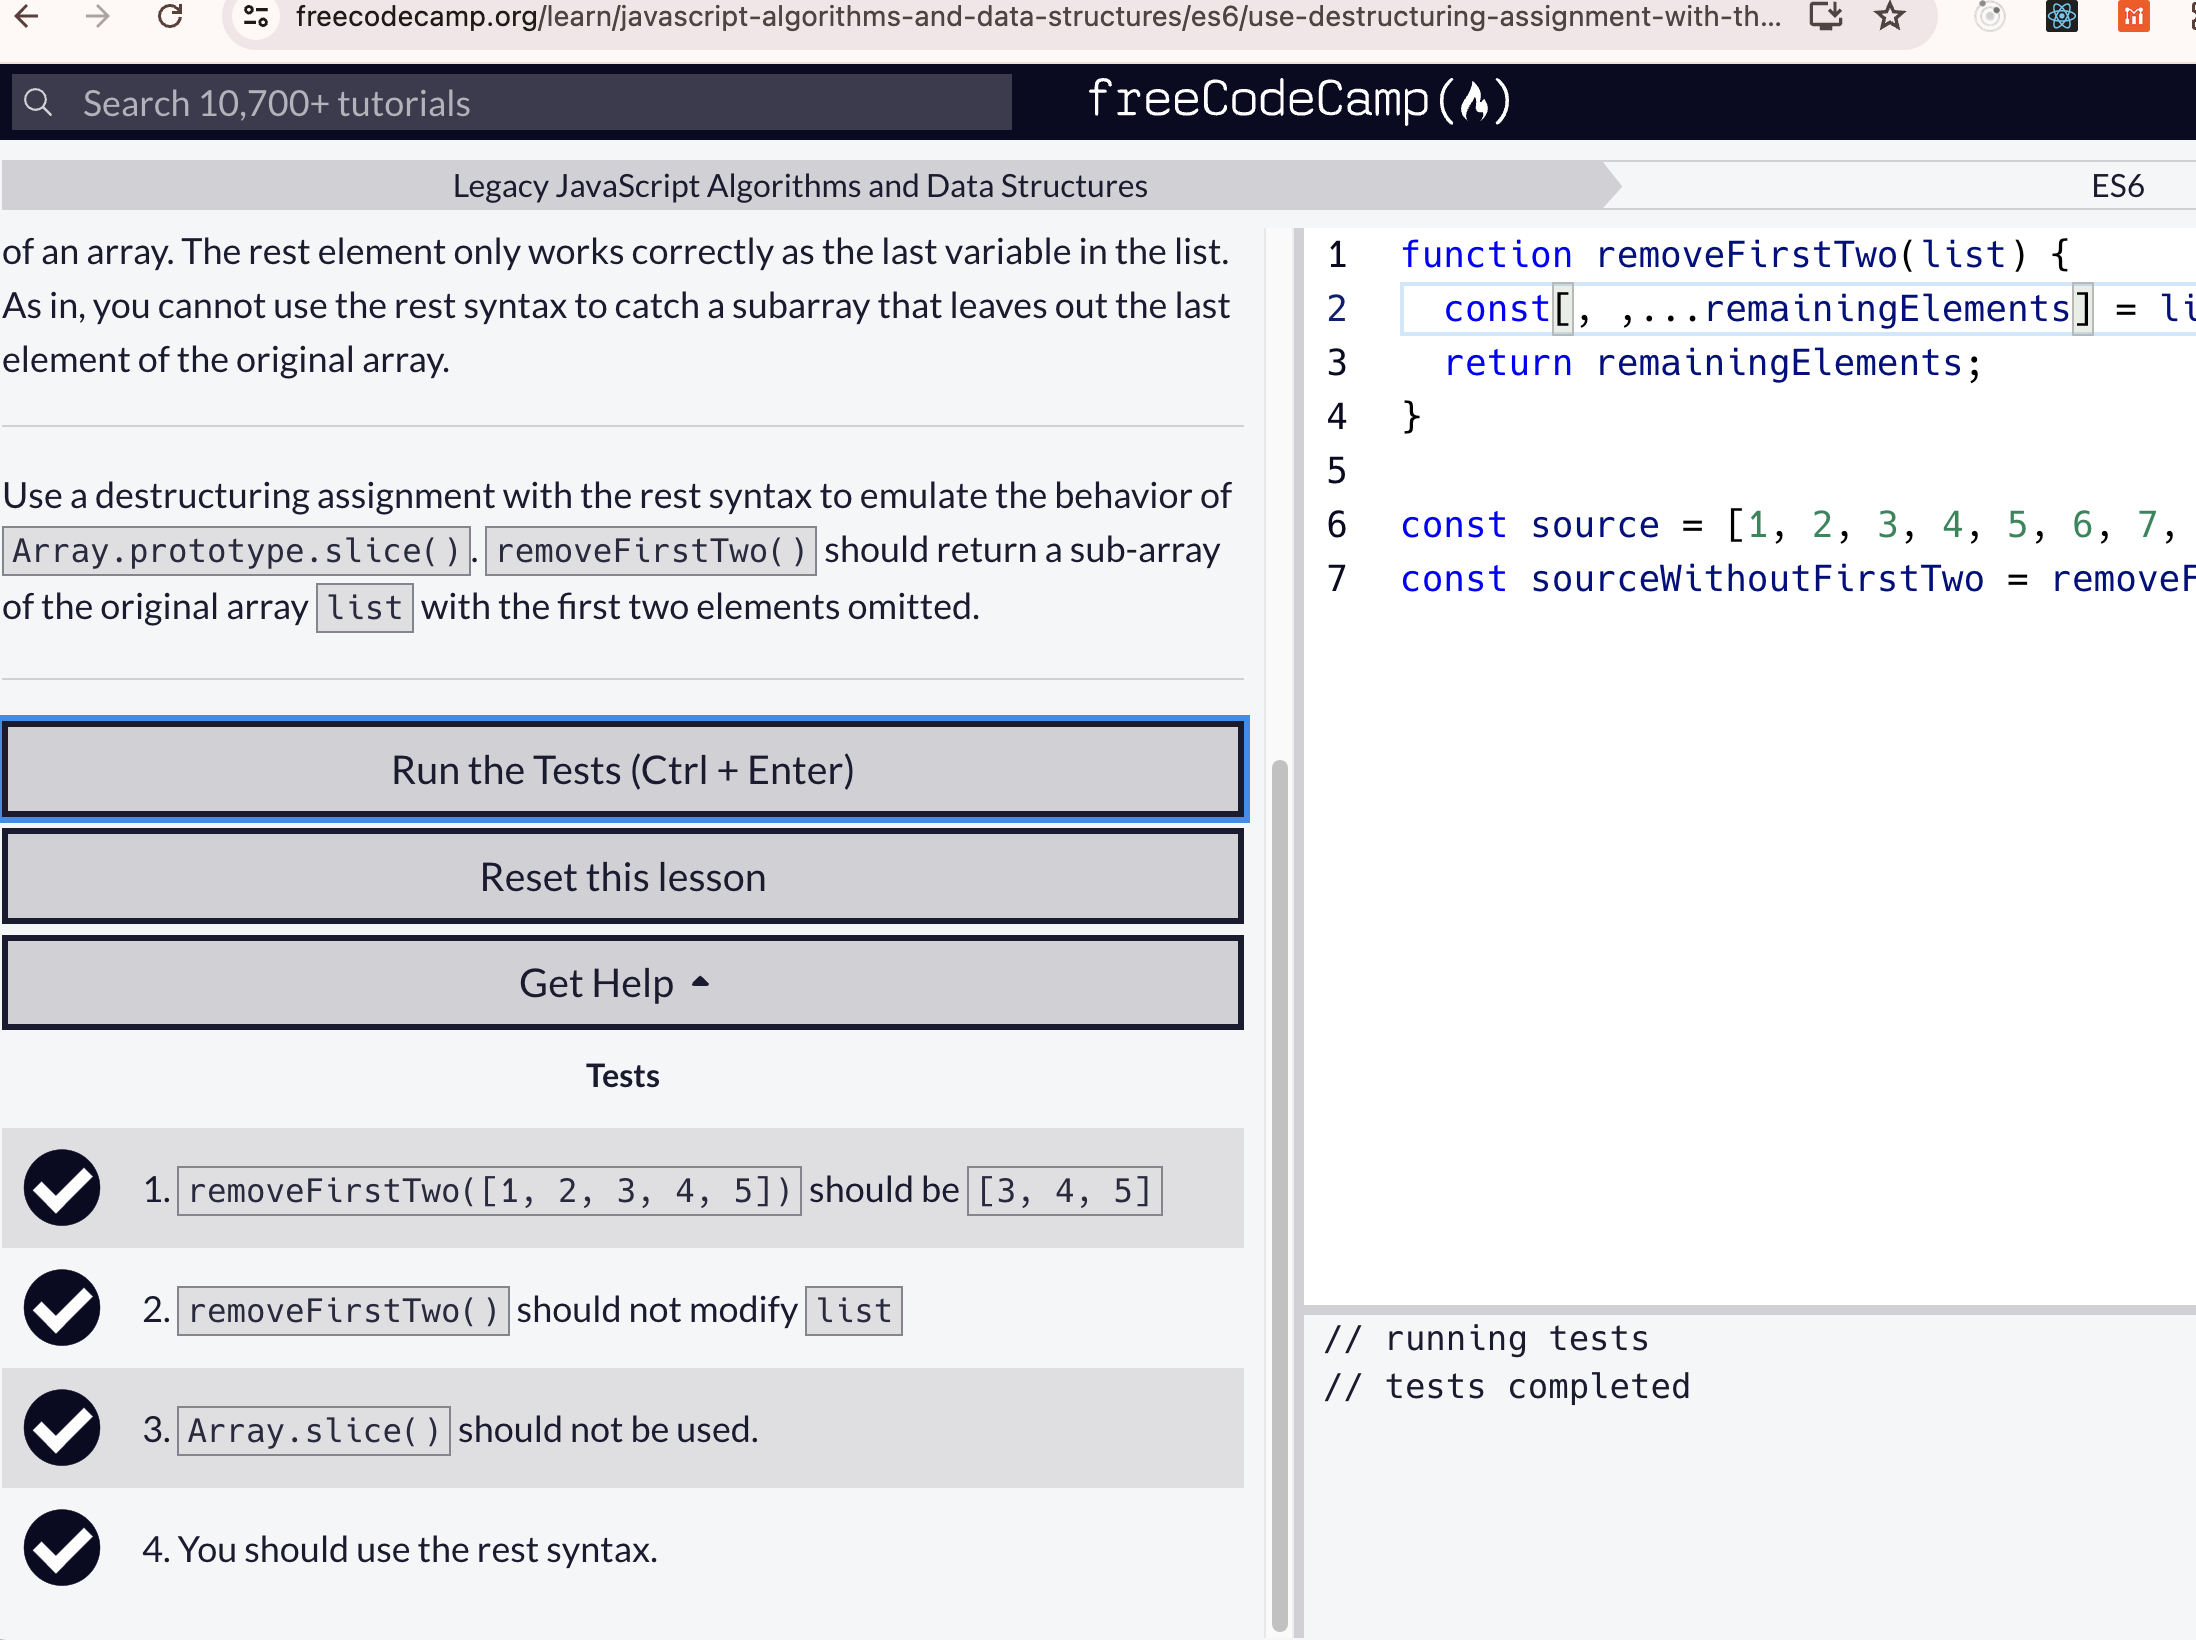 freecodecamp.org/learn/javascript-algorithms-and-data-structures/es6/use-destructuring-assignment-with-th...
Search 10,700+ tutorials
freeCodeCamp
Legacy JavaScript Algorithms and Data Structures
ES6
of an array. The rest element only works correctly as the last variable in the list.
As in, you cannot use the rest syntax to catch a subarray that leaves out the last
element of the original array.
Use a destructuring assignment with the rest syntax to emulate the behavior of
Array.prototype.slice(). removeFirstTwo() should return a sub-array
of the original array list with the first two elements omitted.
Run the Tests (Ctrl + Enter)
Reset this lesson
Get Help
Tests
1. removeFirstTwo([1, 2, 3, 4, 5]) should be [3, 4, 5]
2. removeFirstTwo() should not modify list
3. Array.slice() should not be used.
4. You should use the rest syntax.
1 function removeFirstTwo(list) {
2 const[, ,...remainingElements] = li
3 return remainingElements;
4 }
5
6 const source = [1, 2, 3, 4, 5, 6, 7,
7 const sourceWithoutFirstTwo = removeF
// running tests
// tests completed